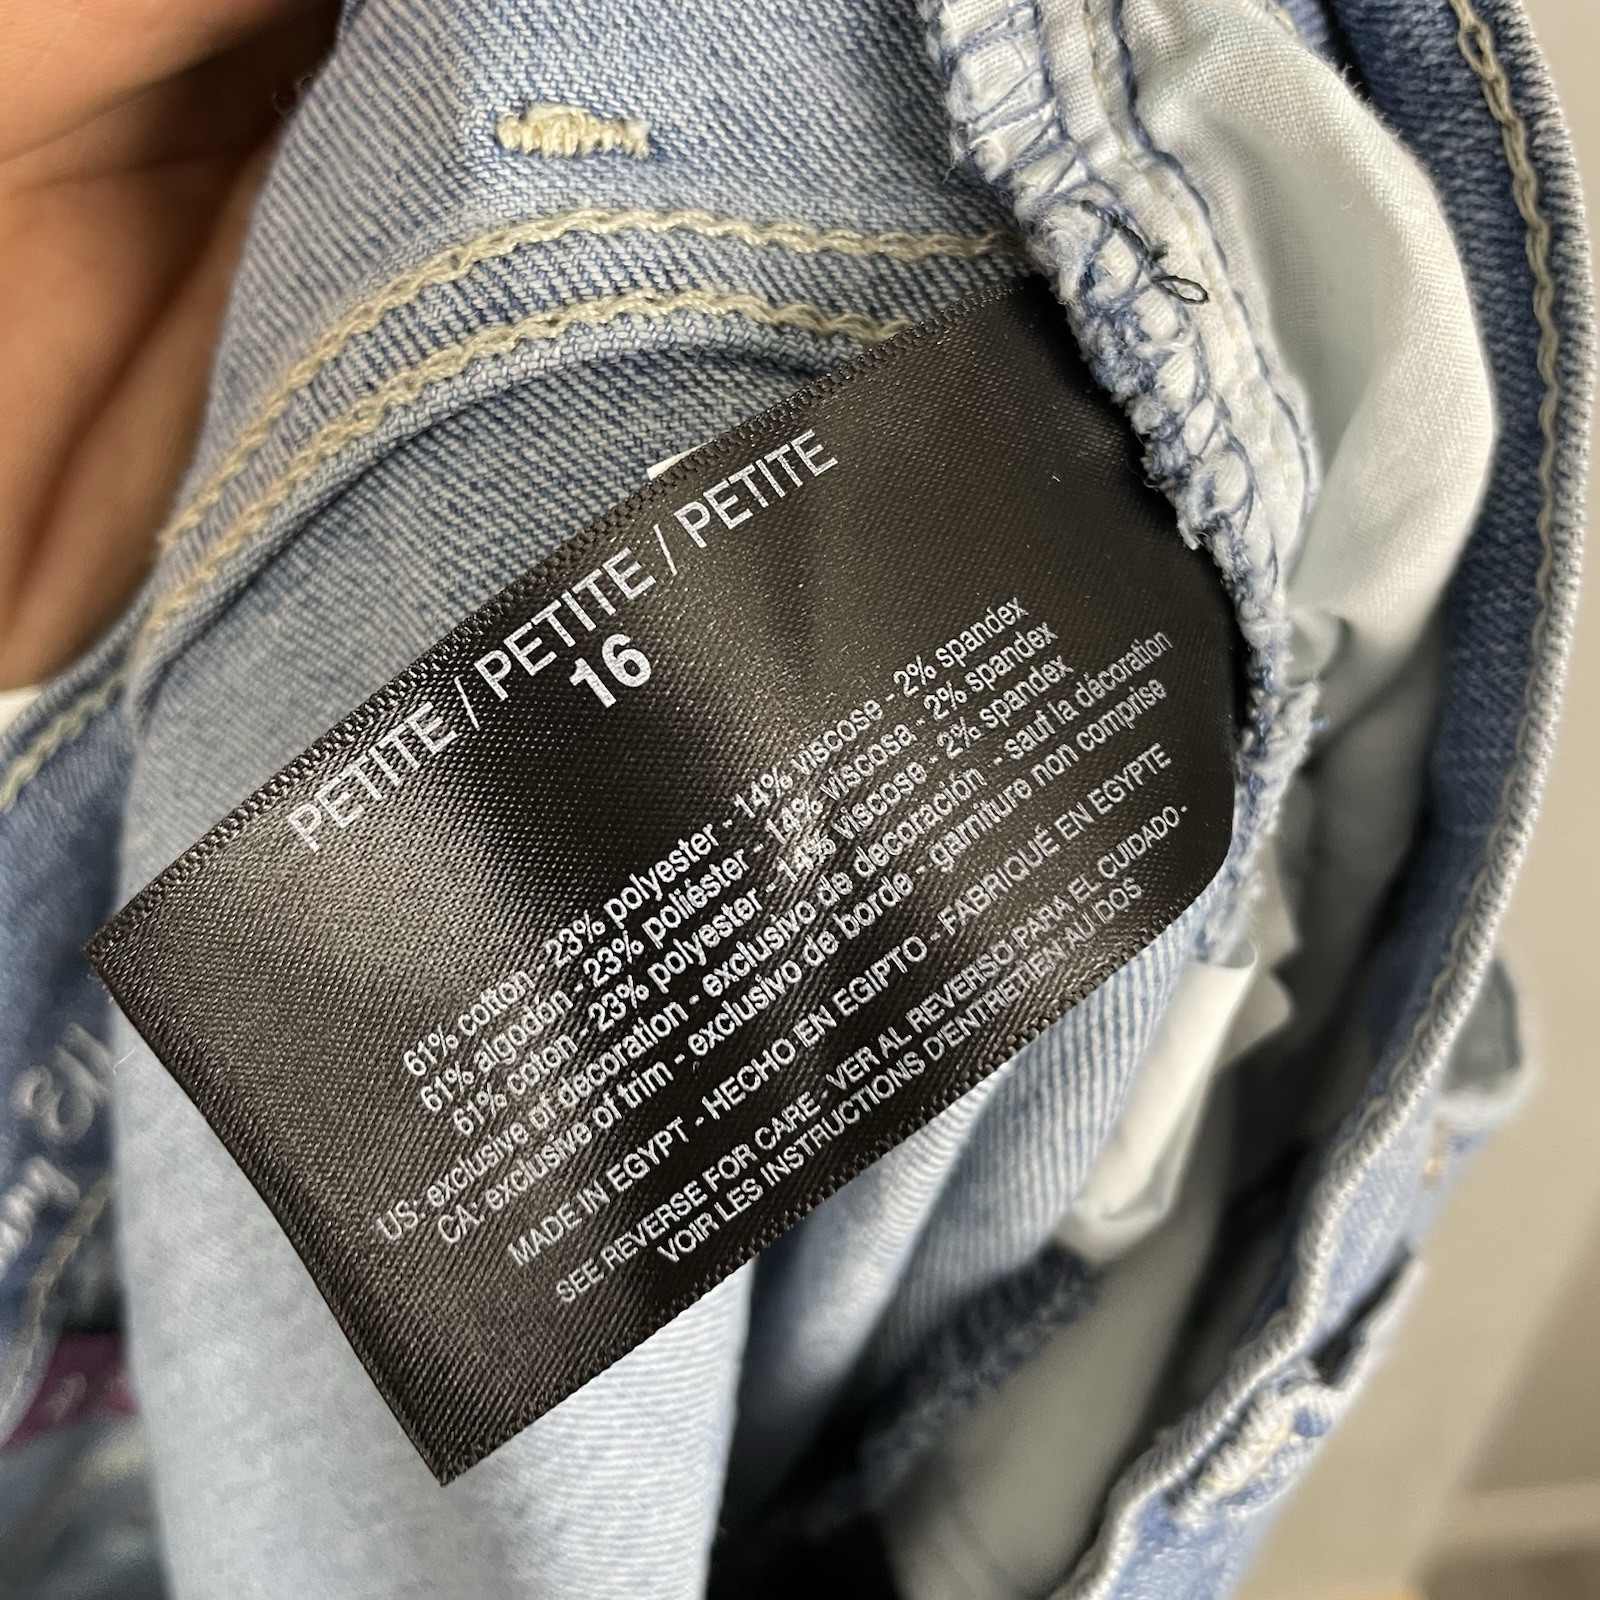 PETITE / PETITE / PETITE
16
61% cotton - 23% polyester - 14% viscose - 2% spandex
61% algodón - 23% poliéster - 14% viscosa - 2% spandex
61% coton - 23% polyester - 14% viscose - 2% spandex
US- exclusive of decoration - exclusivo de decoración - sauf la décoration
CA- exclusive of trim - exclusivo de borde - garniture non comprise
MADE IN EGYPT - HECHO EN EGIPTO - FABRIQUÉ EN EGYPTE
SEE REVERSE FOR CARE - VER AL REVERSO PARA EL CUIDADO.
VOIR LES INSTRUCTIONS D'ENTRETIEN AU DOS